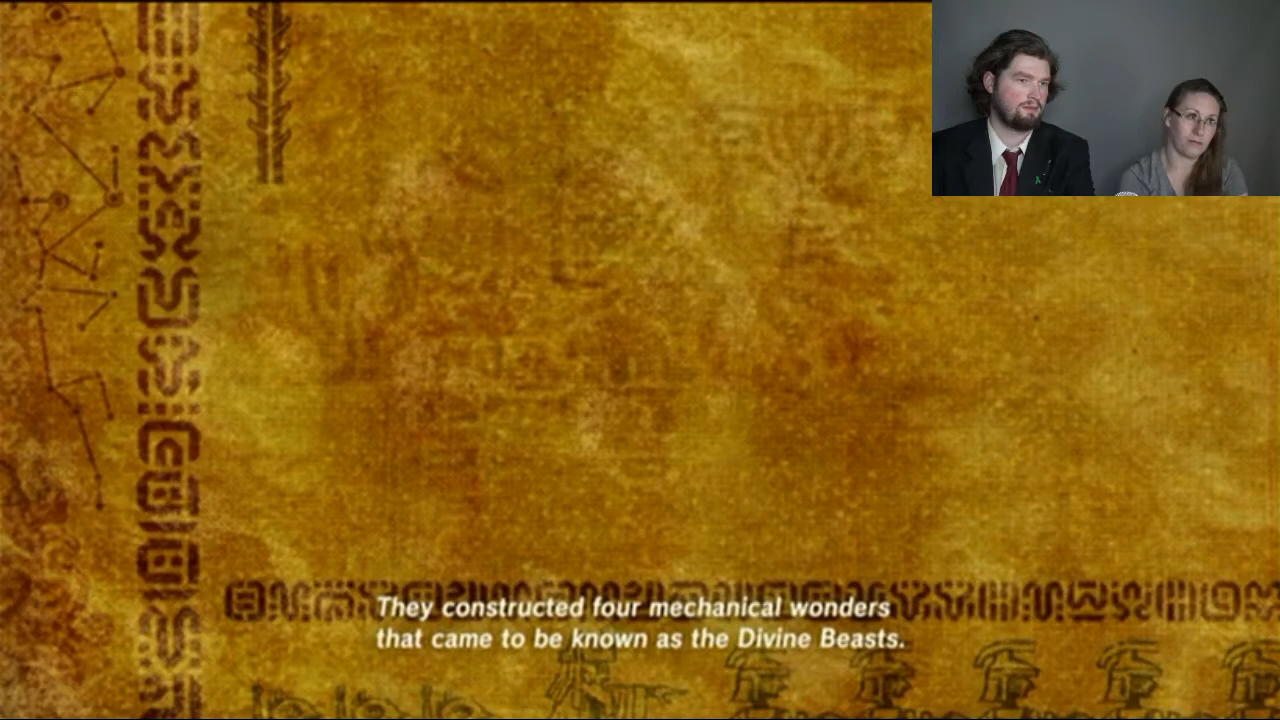 They constructed four mechanical wonders
that came to be known as the Divine Beasts.